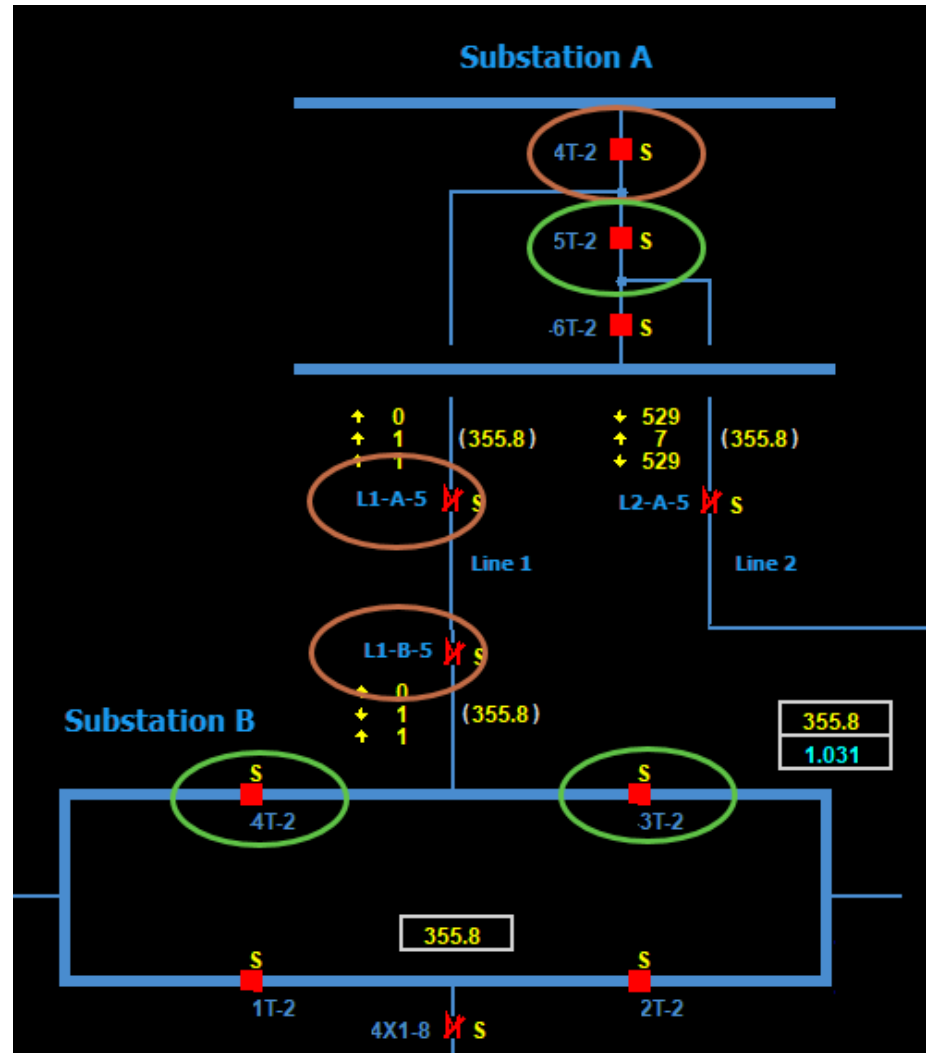 Substation A
4T-2 S
5T-2 S
-6T-2 S
0
1 (355.8)
1
529
7 (355.8)
529
L1-A-5 S
L2-A-5 S
Line 1
Line 2
L1-B-5 S
0
1 (355.8)
1
Substation B
355.8
1.031
S
-4T-2
S
-3T-2
355.8
S
1T-2
S
2T-2
4X1-8 S